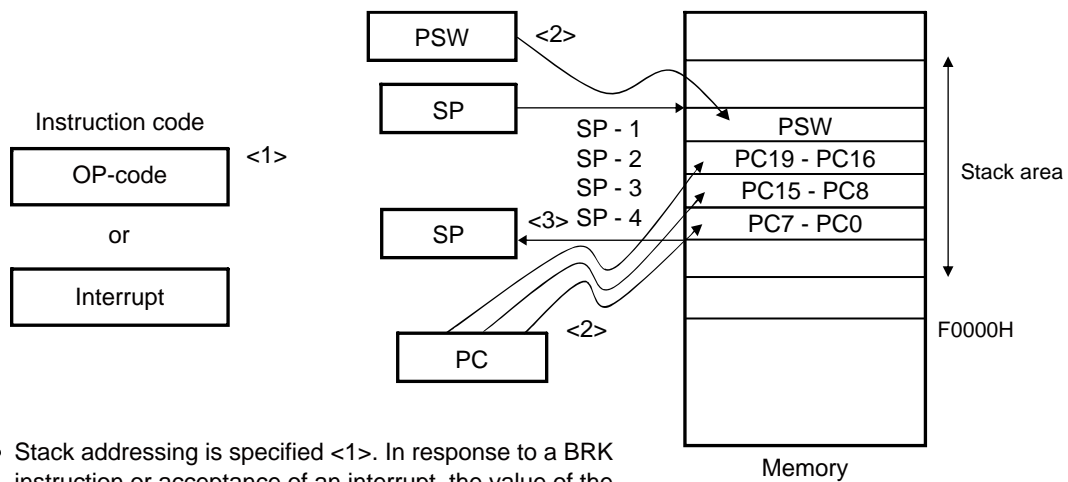 PSW <2>
SP
Instruction code
<1>
OP-code
or
Interrupt
SP - 1
SP - 2
SP - 3
SP - 4
<3>
SP
<2>
PC
PSW
PC19 - PC16
PC15 - PC8
PC7 - PC0
Stack area
F0000H
Memory
• Stack addressing is specified <1>. In response to a BRK
instruction or acceptance of an interrupt, the value of the